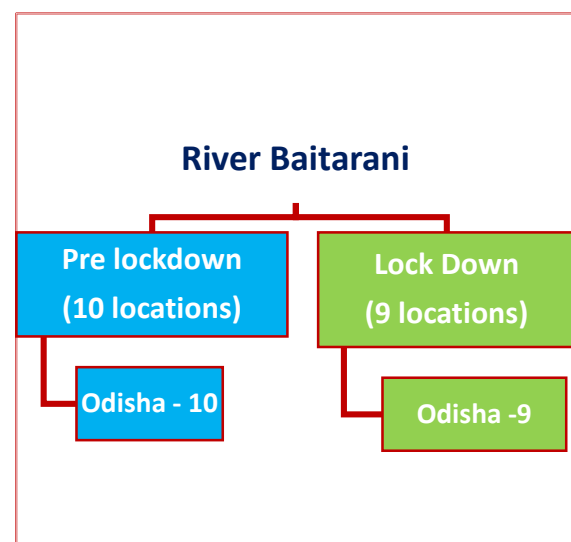 River Baitarani
Pre lockdown
(10 locations)
Lock Down
(9 locations)
Odisha - 10
Odisha -9